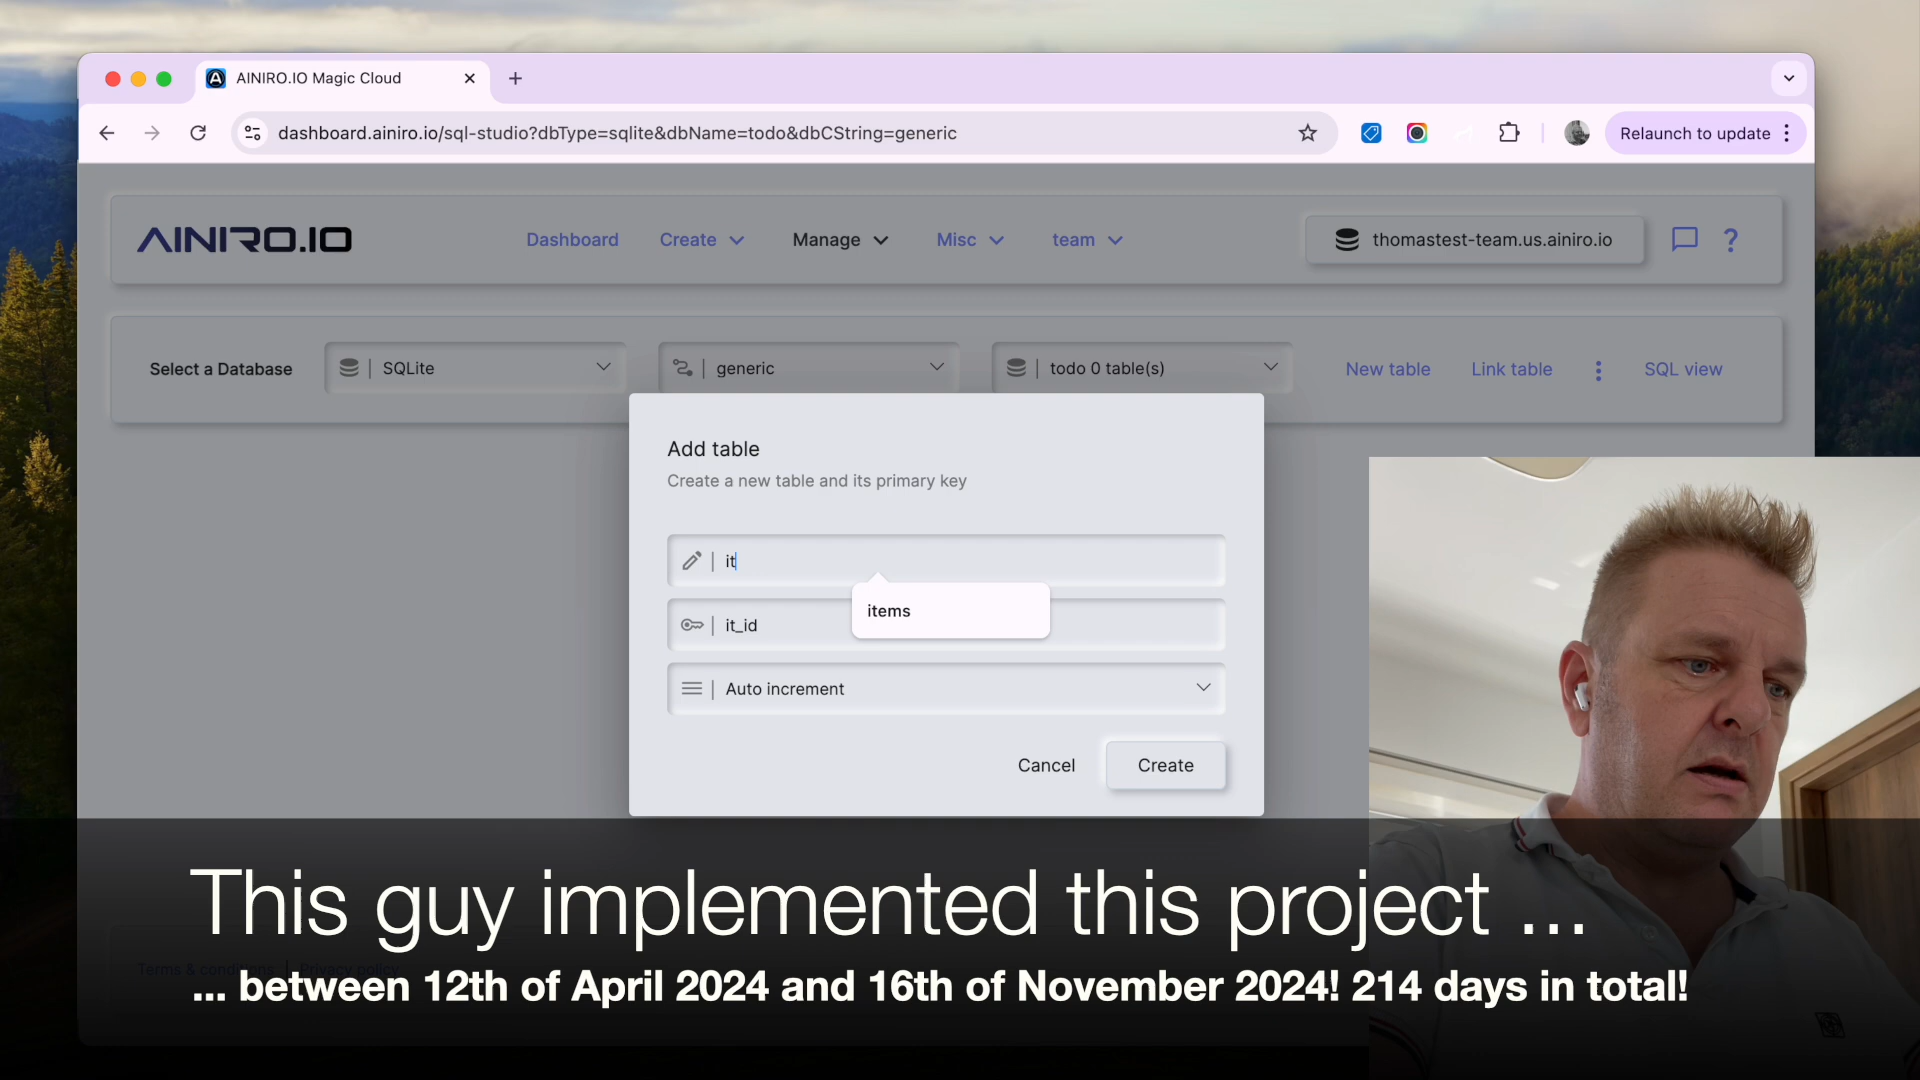 AINIRO.IO Magic Cloud
dashboard.ainiro.io/sql-studio?dbType=sqlite&dbName=todo&dbCString=generic
Relaunch to update
AINIRO.IO
Dashboard
Create
Manage
Misc
team
thomastest-team.us.ainiro.io
?
Select a Database
SQLite
generic
todo 0 table(s)
New table
Link table
SQL view
Add table
Create a new table and its primary key
it
items
it_id
Auto increment
Cancel
Create
This guy implemented this project ...
Terms & conditions | Privacy policy
... between 12th of April 2024 and 16th of November 2024! 214 days in total!